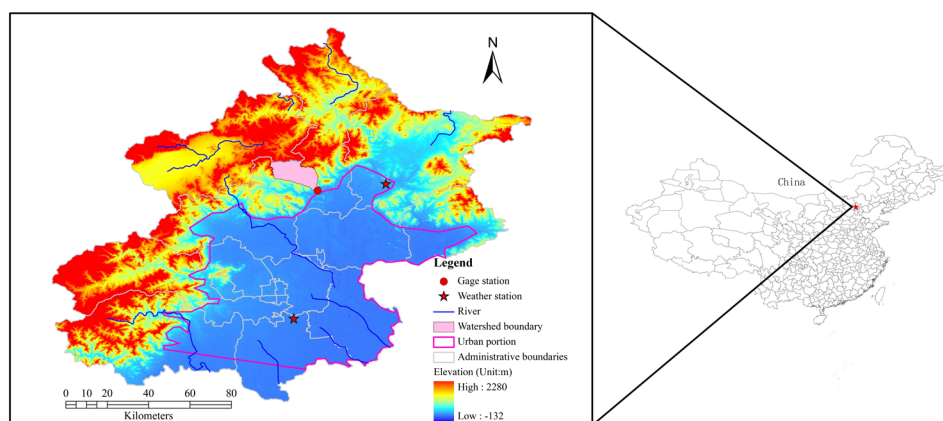 N
China
Legend
Gage station
Weather station
River
Watershed boundary
Urban portion
Administrative boundaries
Elevation (Unit:m)
High : 2280
Low : -132
0 10 20 40 60 80
Kilometers